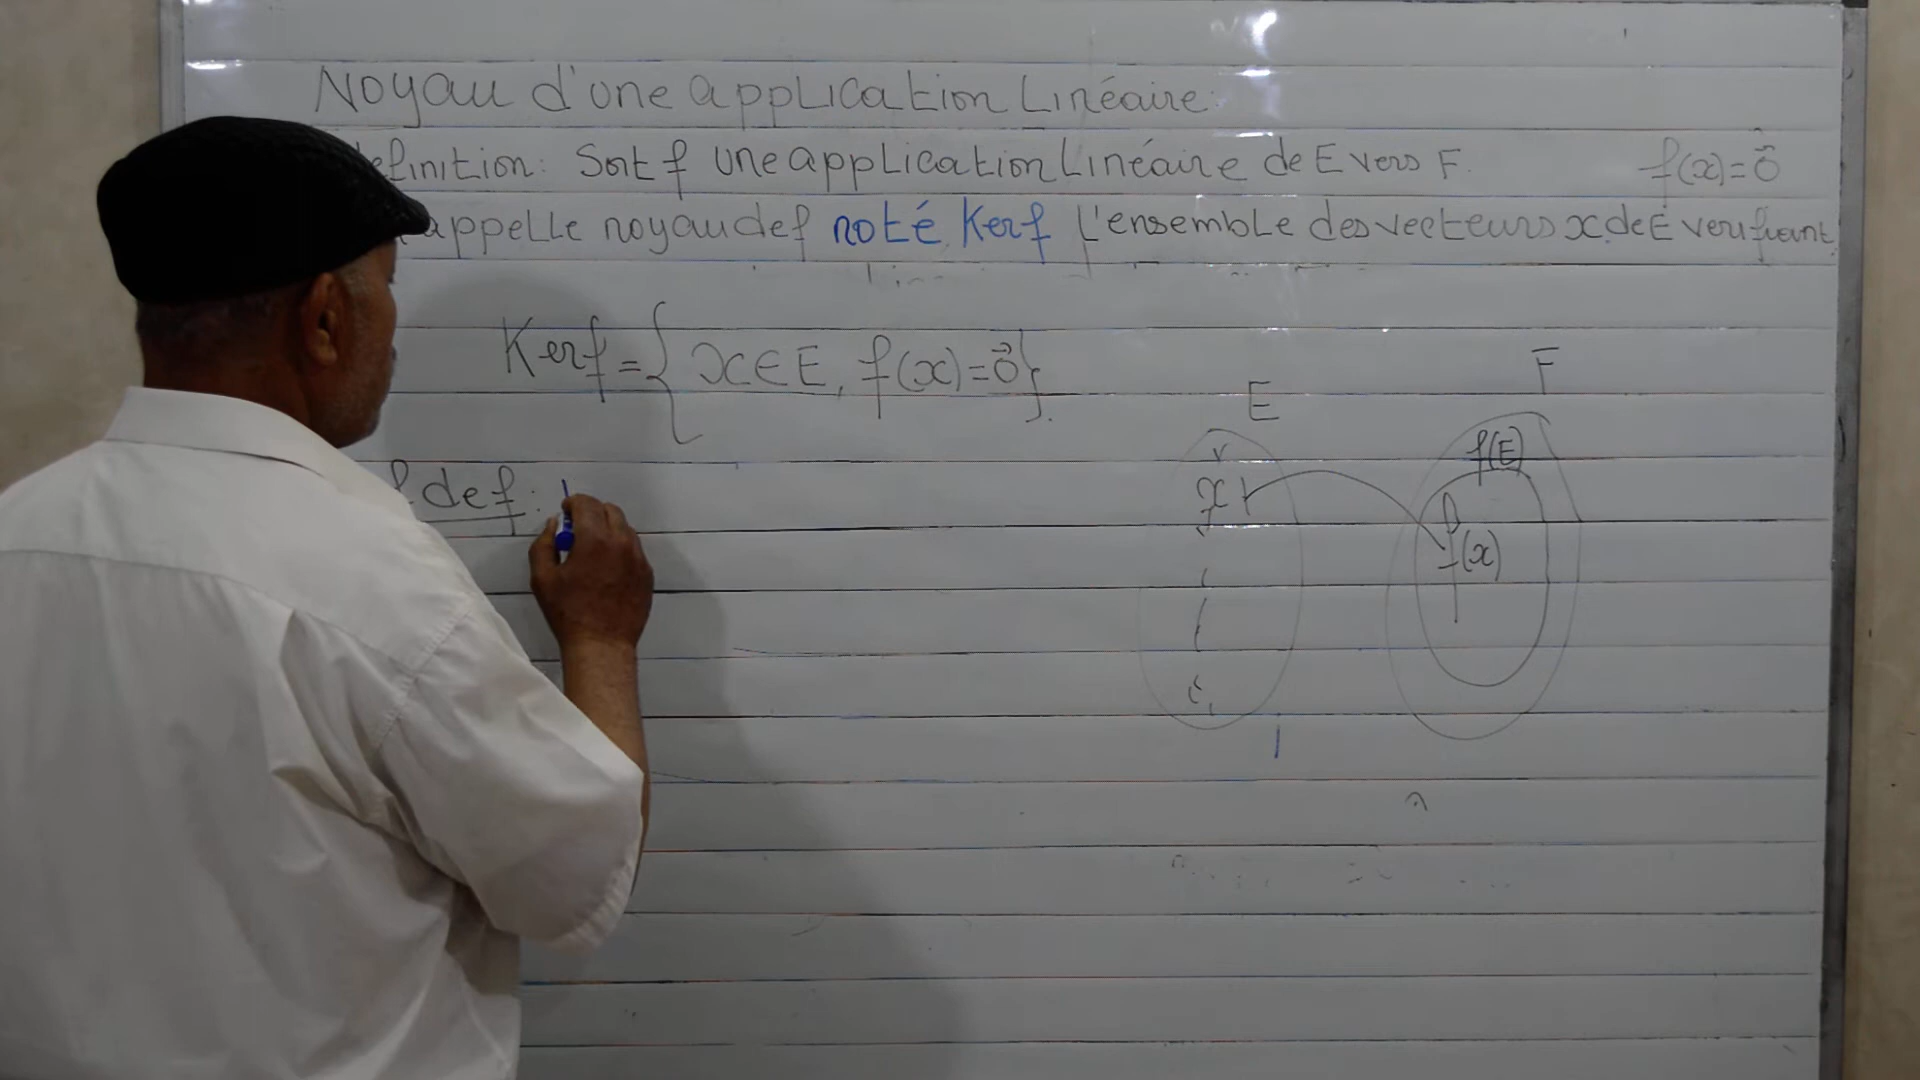 Noyau d'une application Linéaire:
efinition: Soit f une application Linéaire de E vers F. f(x)=0⃗
appelle noyau de f noté Kerf L'ensemble des vecteurs x de E verifiant
Kerf = { x∈E, f(x)=0⃗ }.
F
E
f(E)
x
f(x)
def: